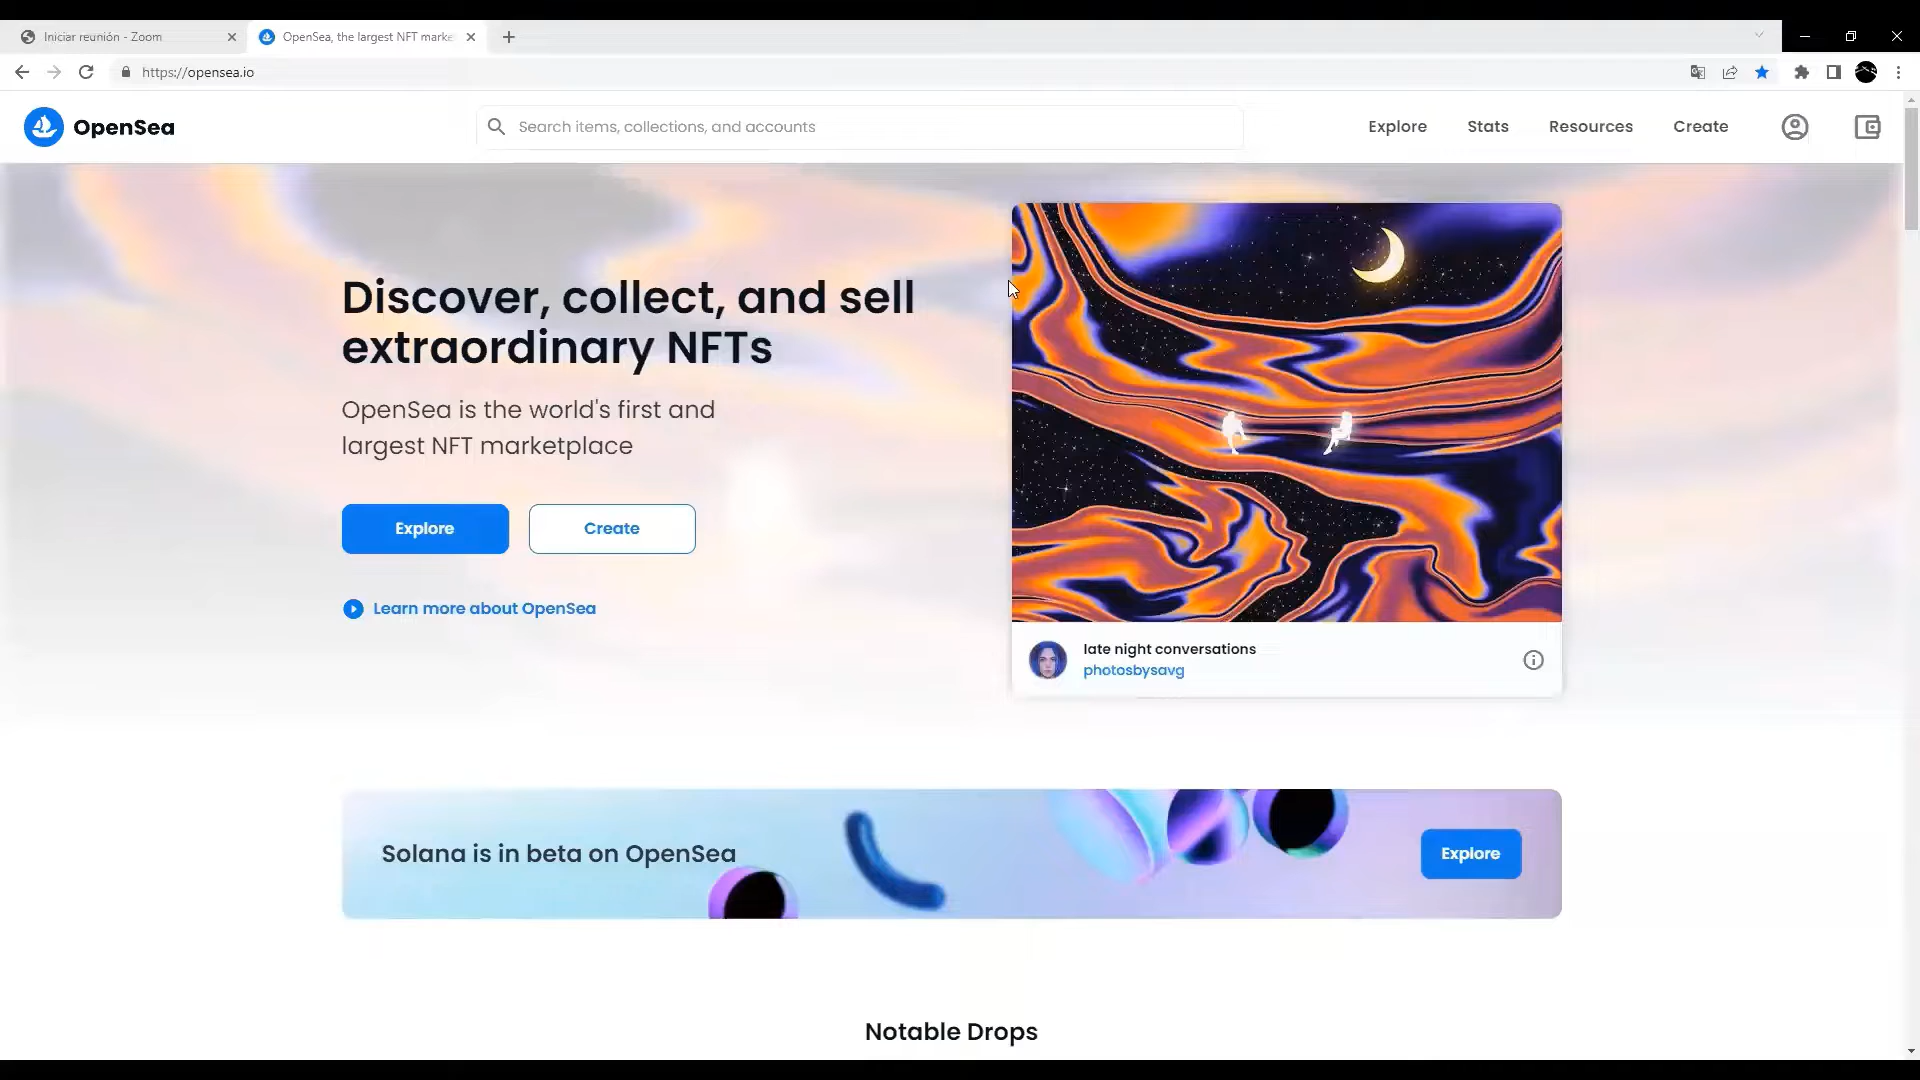 Iniciar reunión - Zoom
OpenSea, the largest NFT marke
https://opensea.io
OpenSea
Search items, collections, and accounts
Explore
Stats
Resources
Create
Discover, collect, and sell
extraordinary NFTs
OpenSea is the world's first and
largest NFT marketplace
Explore
Create
Learn more about OpenSea
late night conversations
photosbysavg
Solana is in beta on OpenSea
Explore
Notable Drops